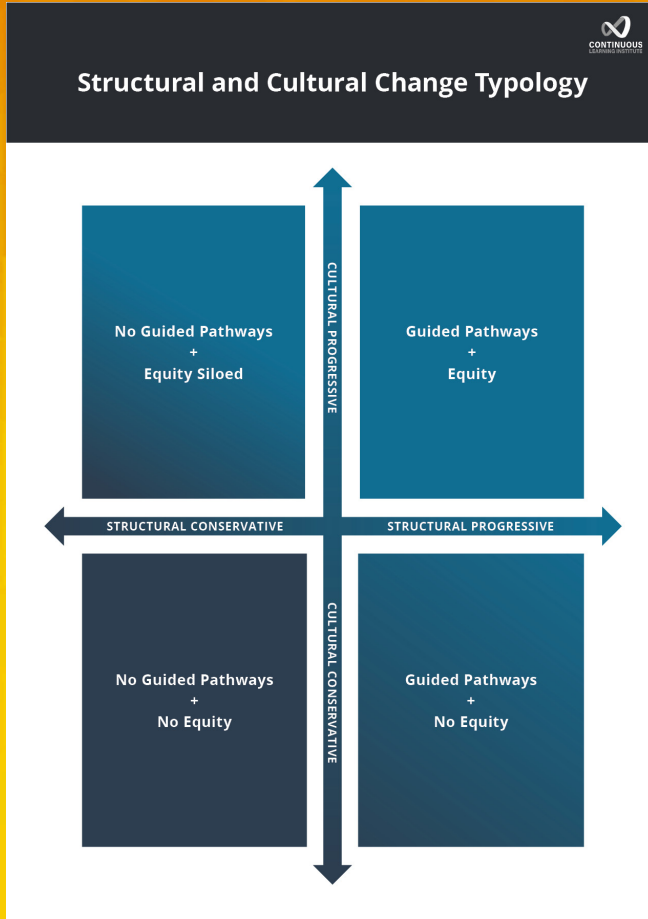 CONTINUOUS
LEARNING INSTITUTE
Structural and Cultural Change Typology
CULTURAL PROGRESSIVE
No Guided Pathways
+
Equity Siloed
Guided Pathways
+
Equity
STRUCTURAL CONSERVATIVE
STRUCTURAL PROGRESSIVE
CULTURAL CONSERVATIVE
No Guided Pathways
+
No Equity
Guided Pathways
+
No Equity